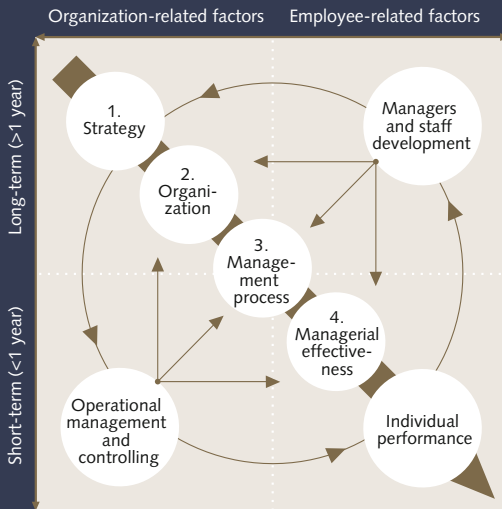 Organization-related factors
Employee-related factors
Long-term (>1 year)
Short-term (<1 year)
1.
Strategy
Managers
and staff
development
2.
Organi-
zation
3.
Manage-
ment
process
4.
Managerial
effective-
ness
Operational
management
and
controlling
Individual
performance